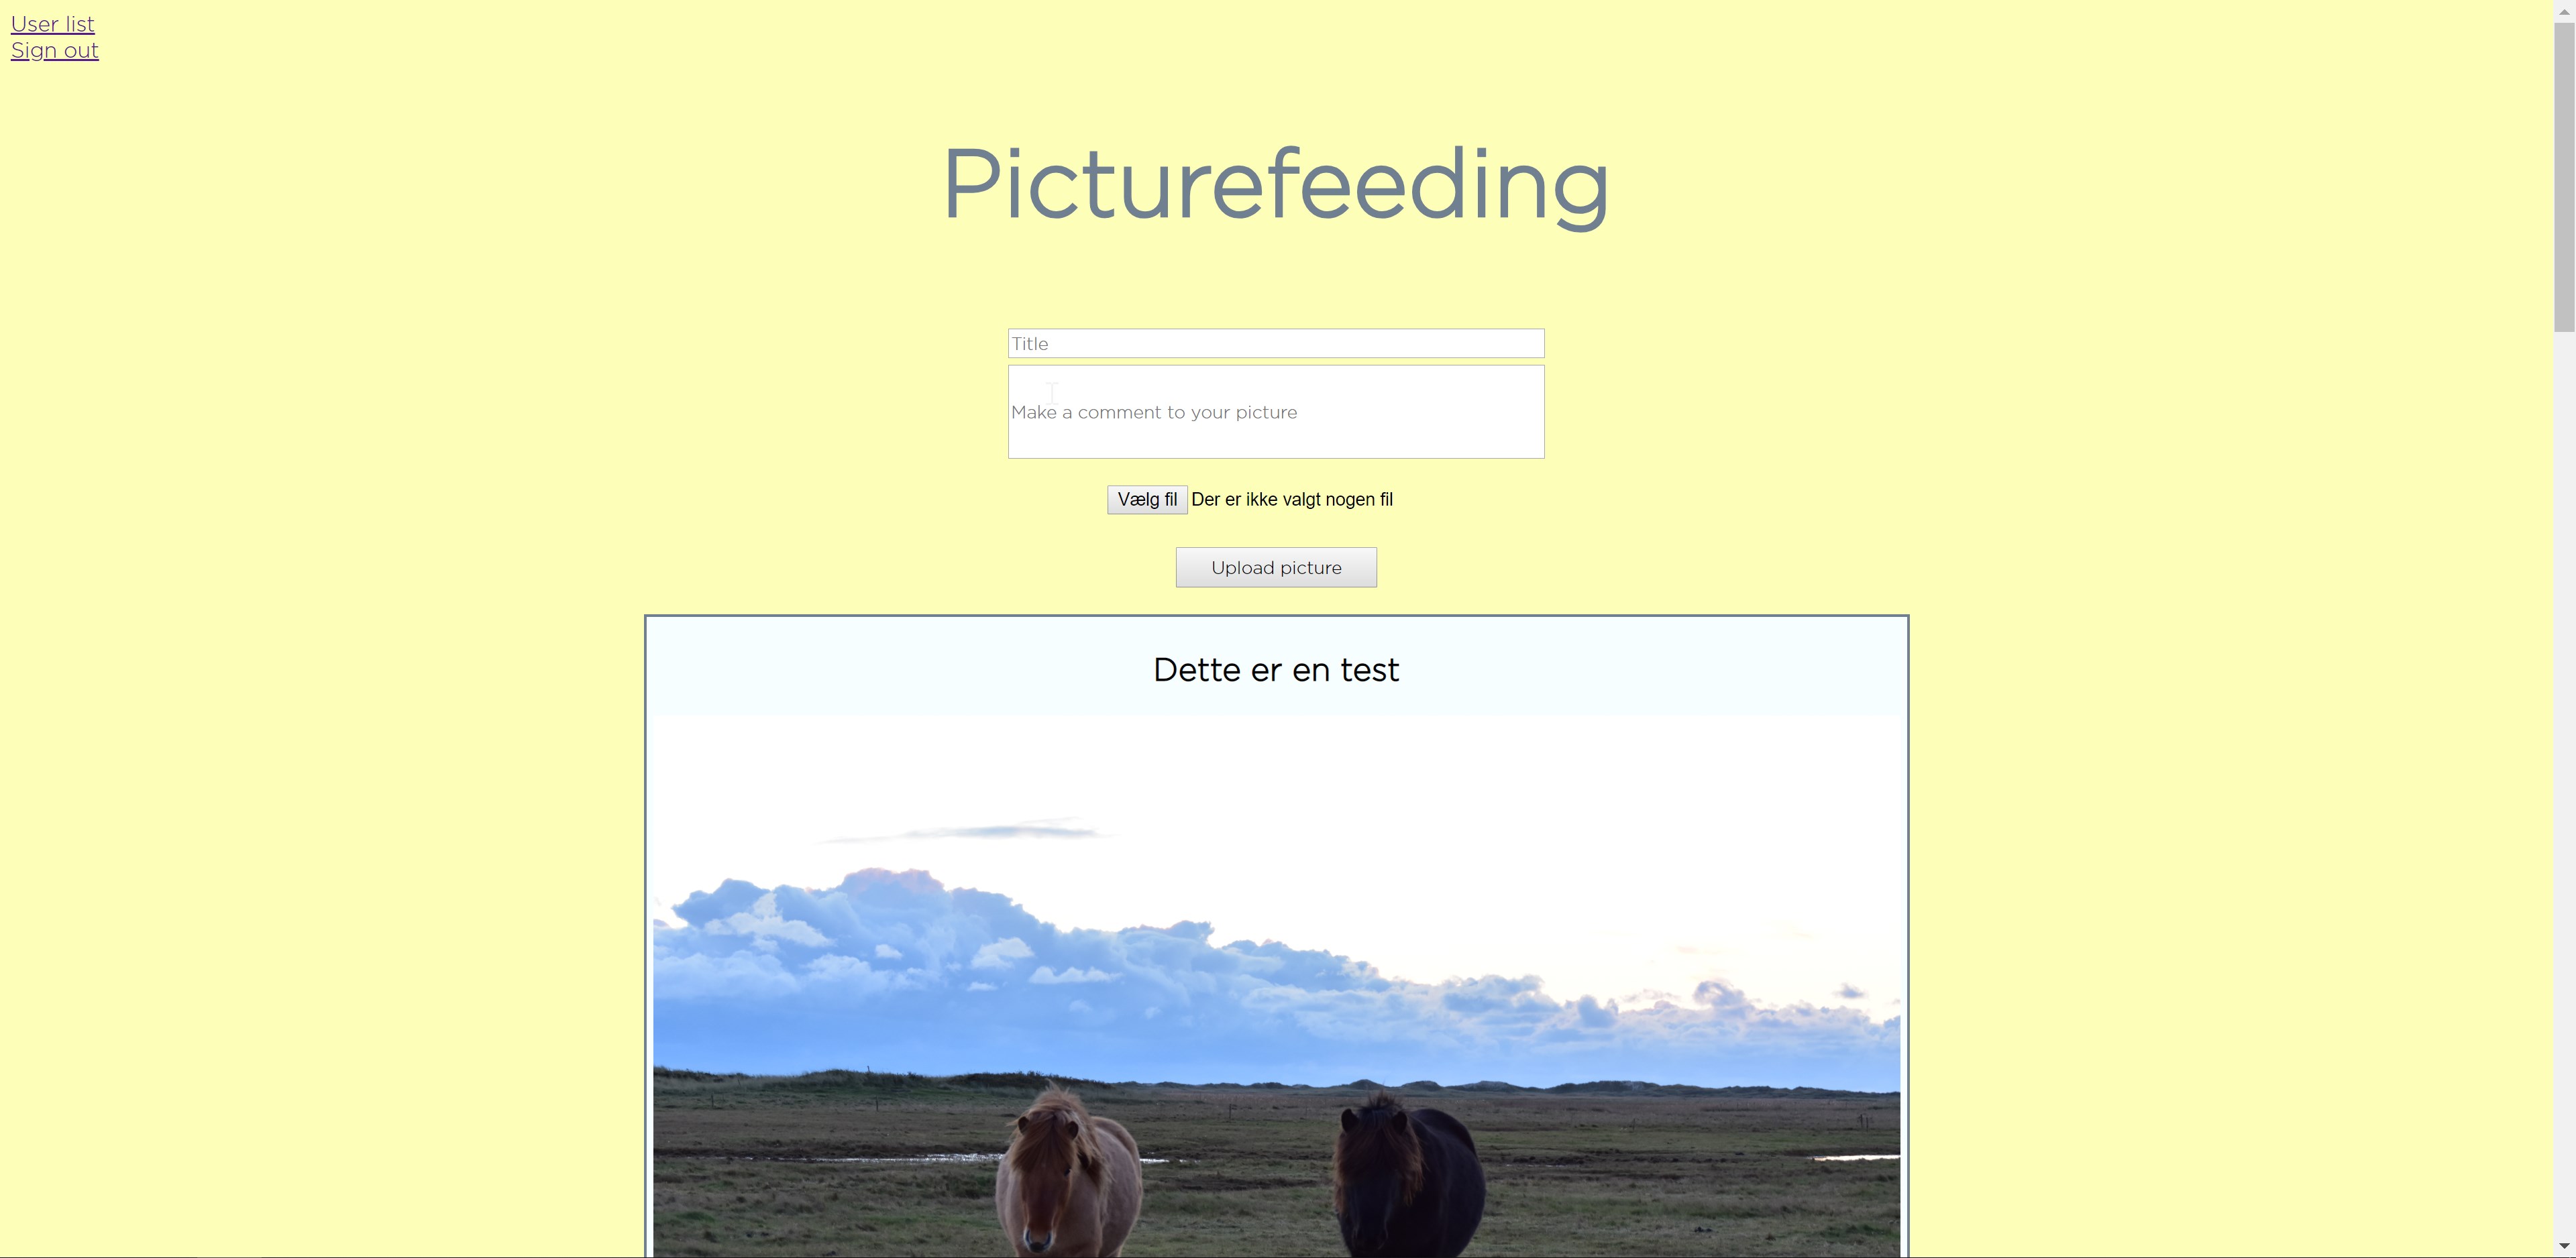 User list
Sign out
Picturefeeding
Title
Make a comment to your picture
Vælg fil Der er ikke valgt nogen fil
Upload picture
Dette er en test